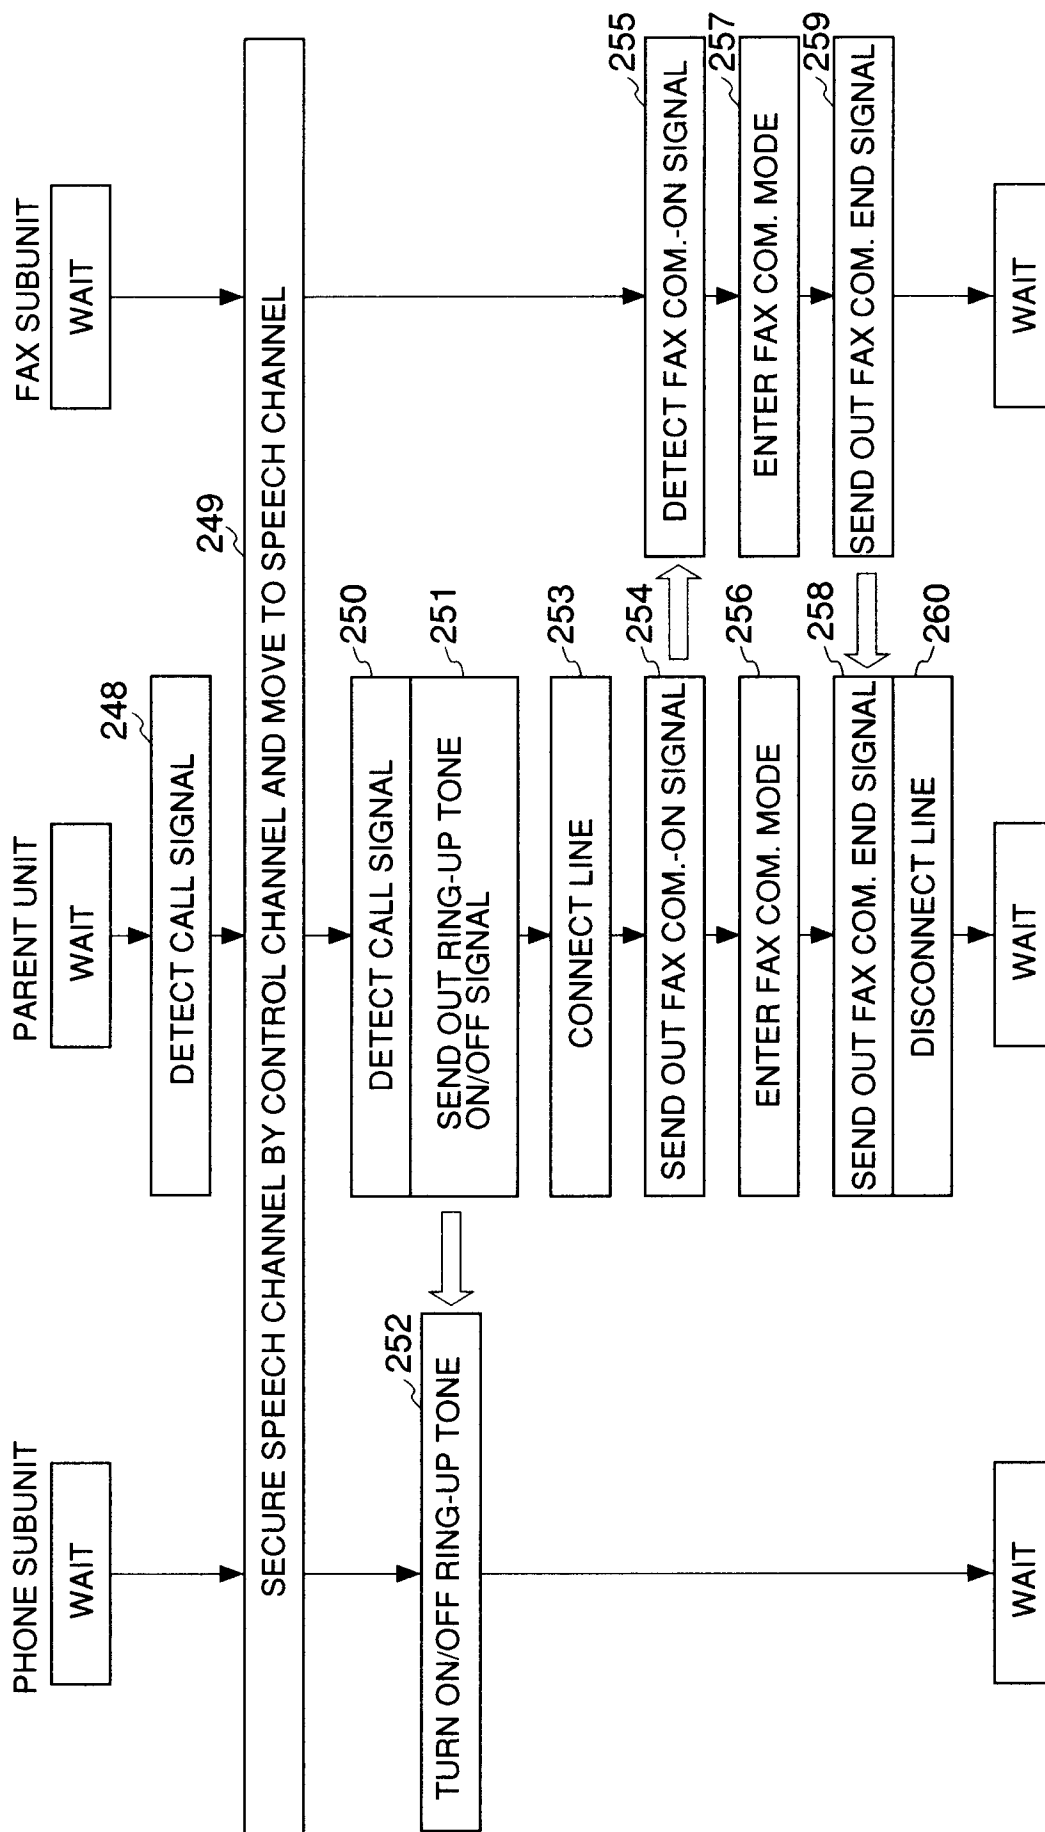 PHONE SUBUNIT
PARENT UNIT
FAX SUBUNIT
WAIT
WAIT
WAIT
248
DETECT CALL SIGNAL
249
SECURE SPEECH CHANNEL BY CONTROL CHANNEL AND MOVE TO SPEECH CHANNEL
250
DETECT CALL SIGNAL
251
SEND OUT RING-UP TONE
ON/OFF SIGNAL
252
TURN ON/OFF RING-UP TONE
253
CONNECT LINE
254
SEND OUT FAX COM.-ON SIGNAL
255
DETECT FAX COM.-ON SIGNAL
256
ENTER FAX COM. MODE
257
ENTER FAX COM. MODE
258
SEND OUT FAX COM. END SIGNAL
259
SEND OUT FAX COM. END SIGNAL
260
DISCONNECT LINE
WAIT
WAIT
WAIT